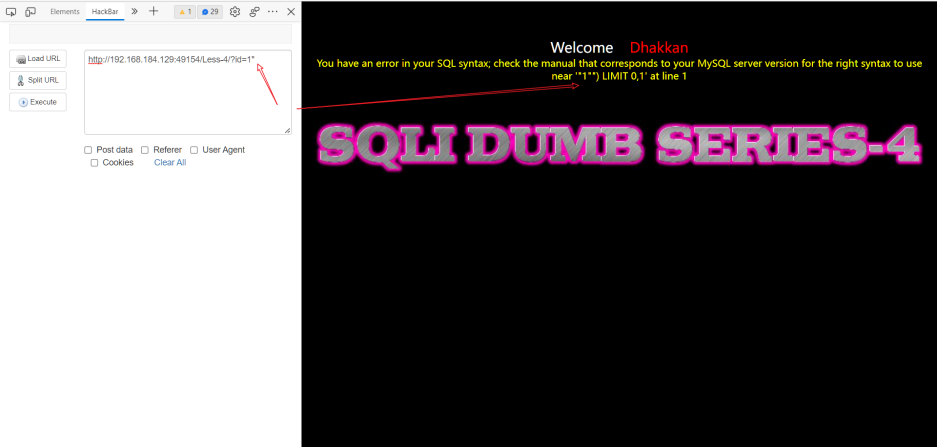 Elements HackBar 1 29
Load URL
Split URL
Execute
http://192.168.184.129:49154/Less-4/?id=1"
Post data Referer User Agent
Cookies Clear All
Welcome Dhakkan
You have an error in your SQL syntax; check the manual that corresponds to your MySQL server version for the right syntax to use
near '"1"") LIMIT 0,1' at line 1
SQLI DUMB SERIES-4